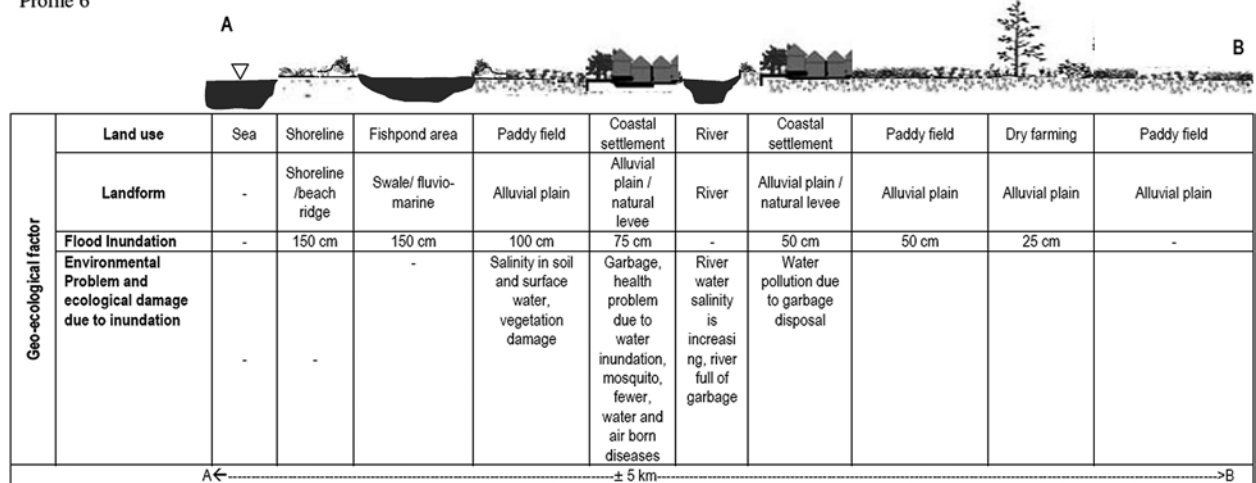 Profile 6
A
B
Land use
Sea
Shoreline
Fishpond area
Paddy field
Coastal
settlement
River
Coastal
settlement
Paddy field
Dry farming
Paddy field
Landform
-
Shoreline
/beach
ridge
Swale/ fluvio-
marine
Alluvial plain
Alluvial
plain /
natural
levee
River
Alluvial plain /
natural levee
Alluvial plain
Alluvial plain
Alluvial plain
Geo-ecological factor
Flood Inundation
-
150 cm
150 cm
100 cm
75 cm
-
50 cm
50 cm
25 cm
-
Environmental
Problem and
ecological damage
due to inundation
-
-
-
Salinity in soil
and surface
water,
vegetation
damage
Garbage,
health
problem
due to
water
inundation,
mosquito,
fewer,
water and
air born
diseases
River
water
salinity
is
increasi
ng, river
full of
garbage
Water
pollution due
to garbage
disposal
A ± 5 km B